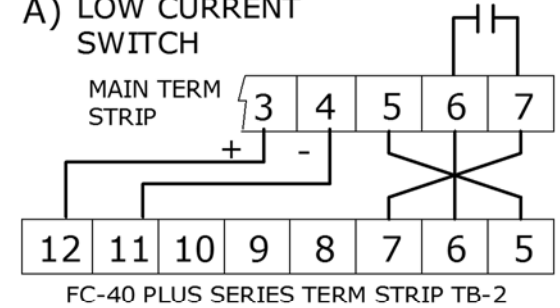 A) LOW CURRENT
SWITCH
MAIN TERM
STRIP
3 4 5 6 7
+ -
12 11 10 9 8 7 6 5
FC-40 PLUS SERIES TERM STRIP TB-2